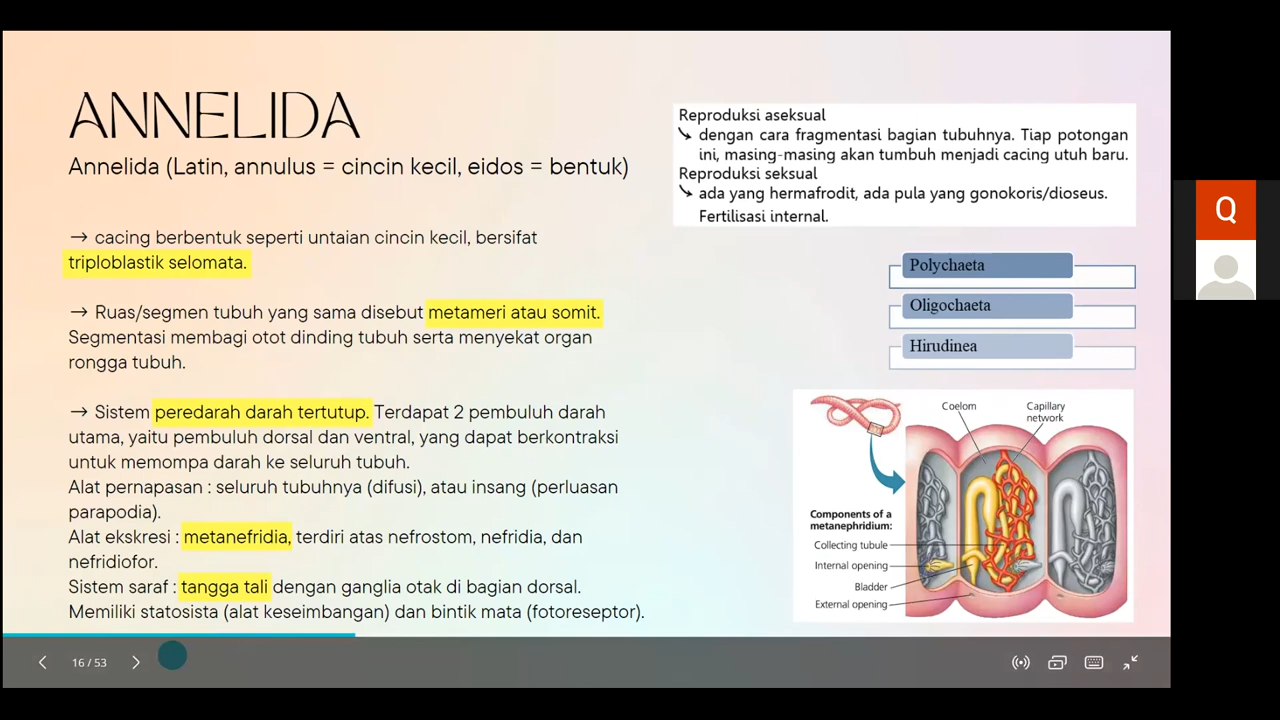 ANNELIDA
Annelida (Latin, annulus = cincin kecil, eidos = bentuk)
→ cacing berbentuk seperti untaian cincin kecil, bersifat
triploblastik selomata.
→ Ruas/segmen tubuh yang sama disebut metameri atau somit.
Segmentasi membagi otot dinding tubuh serta menyekat organ
rongga tubuh.
→ Sistem peredarah darah tertutup. Terdapat 2 pembuluh darah
utama, yaitu pembuluh dorsal dan ventral, yang dapat berkontraksi
untuk memompa darah ke seluruh tubuh.
Alat pernapasan : seluruh tubuhnya (difusi), atau insang (perluasan
parapodia).
Alat ekskresi : metanefridia, terdiri atas nefrostom, nefridia, dan
nefridiofor.
Sistem saraf : tangga tali dengan ganglia otak di bagian dorsal.
Memiliki statosista (alat keseimbangan) dan bintik mata (fotoreseptor).
Reproduksi aseksual
dengan cara fragmentasi bagian tubuhnya. Tiap potongan
ini, masing-masing akan tumbuh menjadi cacing utuh baru.
Reproduksi seksual
ada yang hermafrodit, ada pula yang gonokoris/dioseus.
Fertilisasi internal.
Polychaeta
Oligochaeta
Hirudinea
Coelom
Capillary
network
Components of a
metanephridium:
Collecting tubule
Internal opening
Bladder
External opening
16 / 53
Q